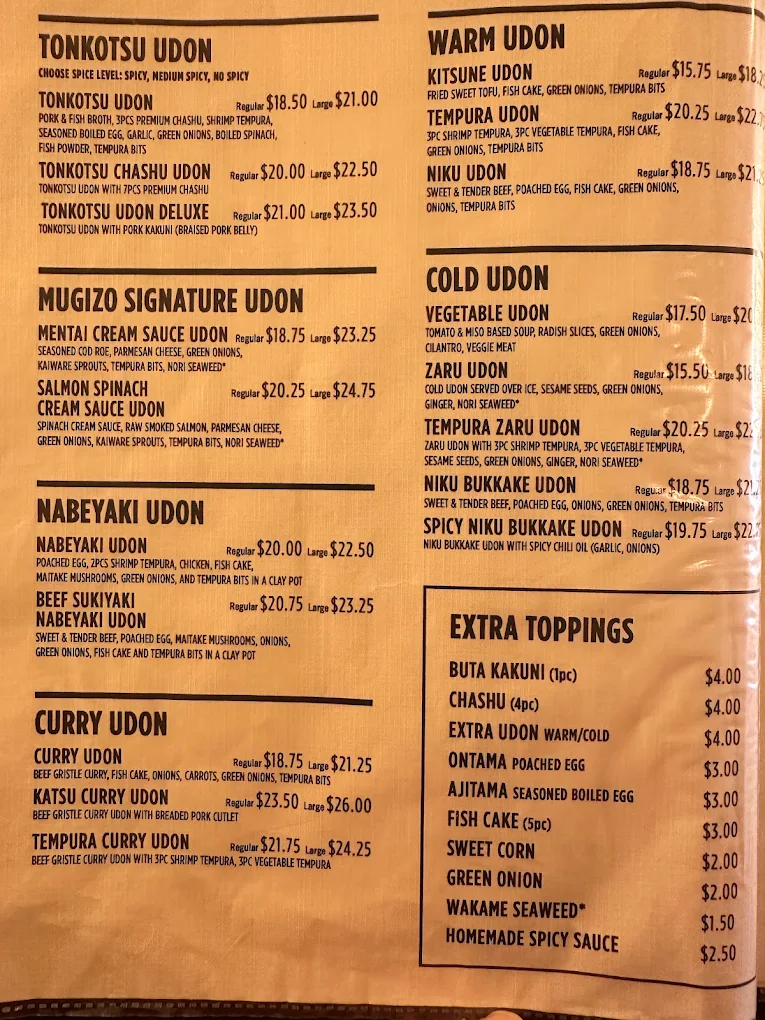 TONKOTSU UDON
CHOOSE SPICE LEVEL: SPICY, MEDIUM SPICY, NO SPICY
TONKOTSU UDON Regular $18.50 Large $21.00
PORK & FISH BROTH, 3PCS PREMIUM CHASHU, SHRIMP TEMPURA,
SEASONED BOILED EGG, GARLIC, GREEN ONIONS, BOILED SPINACH,
FISH POWDER, TEMPURA BITS
TONKOTSU CHASHU UDON Regular $20.00 Large $22.50
TONKOTSU UDON WITH 7PCS PREMIUM CHASHU
TONKOTSU UDON DELUXE Regular $21.00 Large $23.50
TONKOTSU UDON WITH PORK KAKUNI (BRAISED PORK BELLY)
MUGIZO SIGNATURE UDON
MENTAI CREAM SAUCE UDON Regular $18.75 Large $23.25
SEASONED COD ROE, PARMESAN CHEESE, GREEN ONIONS,
KAIWARE SPROUTS, TEMPURA BITS, NORI SEAWEED*
SALMON SPINACH Regular $20.25 Large $24.75
CREAM SAUCE UDON
SPINACH CREAM SAUCE, RAW SMOKED SALMON, PARMESAN CHEESE,
GREEN ONIONS, KAIWARE SPROUTS, TEMPURA BITS, NORI SEAWEED*
NABEYAKI UDON
NABEYAKI UDON Regular $20.00 Large $22.50
POACHED EGG, 2PCS SHRIMP TEMPURA, CHICKEN, FISH CAKE,
MAITAKE MUSHROOMS, GREEN ONIONS, AND TEMPURA BITS IN A CLAY POT
BEEF SUKIYAKI Regular $20.75 Large $23.25
NABEYAKI UDON
SWEET & TENDER BEEF, POACHED EGG, MAITAKE MUSHROOMS, ONIONS,
GREEN ONIONS, FISH CAKE AND TEMPURA BITS IN A CLAY POT
CURRY UDON
CURRY UDON Regular $18.75 Large $21.25
BEEF GRISTLE CURRY, FISH CAKE, ONIONS, CARROTS, GREEN ONIONS, TEMPURA BITS
KATSU CURRY UDON Regular $23.50 Large $26.00
BEEF GRISTLE CURRY UDON WITH BREADED PORK CUTLET
TEMPURA CURRY UDON Regular $21.75 Large $24.25
BEEF GRISTLE CURRY UDON WITH 3PC SHRIMP TEMPURA, 3PC VEGETABLE TEMPURA
WARM UDON
KITSUNE UDON Regular $15.75 Large
FRIED SWEET TOFU, FISH CAKE, GREEN ONIONS, TEMPURA BITS
TEMPURA UDON Regular $20.25 Large
3PC SHRIMP TEMPURA, 3PC VEGETABLE TEMPURA, FISH CAKE,
GREEN ONIONS, TEMPURA BITS
NIKU UDON Regular $18.75 Large
SWEET & TENDER BEEF, POACHED EGG, FISH CAKE, GREEN ONIONS,
ONIONS, TEMPURA BITS
COLD UDON
VEGETABLE UDON Regular $17.50 Large
TOMATO & MISO BASED SOUP, RADISH SLICES, GREEN ONIONS,
CILANTRO, VEGGIE MEAT
ZARU UDON Regular $15.50 Large
COLD UDON SERVED OVER ICE, SESAME SEEDS, GREEN ONIONS,
GINGER, NORI SEAWEED*
TEMPURA ZARU UDON Regular $20.25 Large
ZARU UDON WITH 3PC SHRIMP TEMPURA, 3PC VEGETABLE TEMPURA,
SESAME SEEDS, GREEN ONIONS, GINGER, NORI SEAWEED*
NIKU BUKKAKE UDON Regular $18.75 Large
SWEET & TENDER BEEF, POACHED EGG, ONIONS, GREEN ONIONS, TEMPURA BITS
SPICY NIKU BUKKAKE UDON Regular $19.75 Large
NIKU BUKKAKE UDON WITH SPICY CHILI OIL (GARLIC, ONIONS)
EXTRA TOPPINGS
BUTA KAKUNI (1pc) $4.00
CHASHU (4pc) $4.00
EXTRA UDON WARM/COLD $4.00
ONTAMA POACHED EGG $3.00
AJITAMA SEASONED BOILED EGG $3.00
FISH CAKE (5pc) $3.00
SWEET CORN $2.00
GREEN ONION $2.00
WAKAME SEAWEED* $1.50
HOMEMADE SPICY SAUCE $2.50